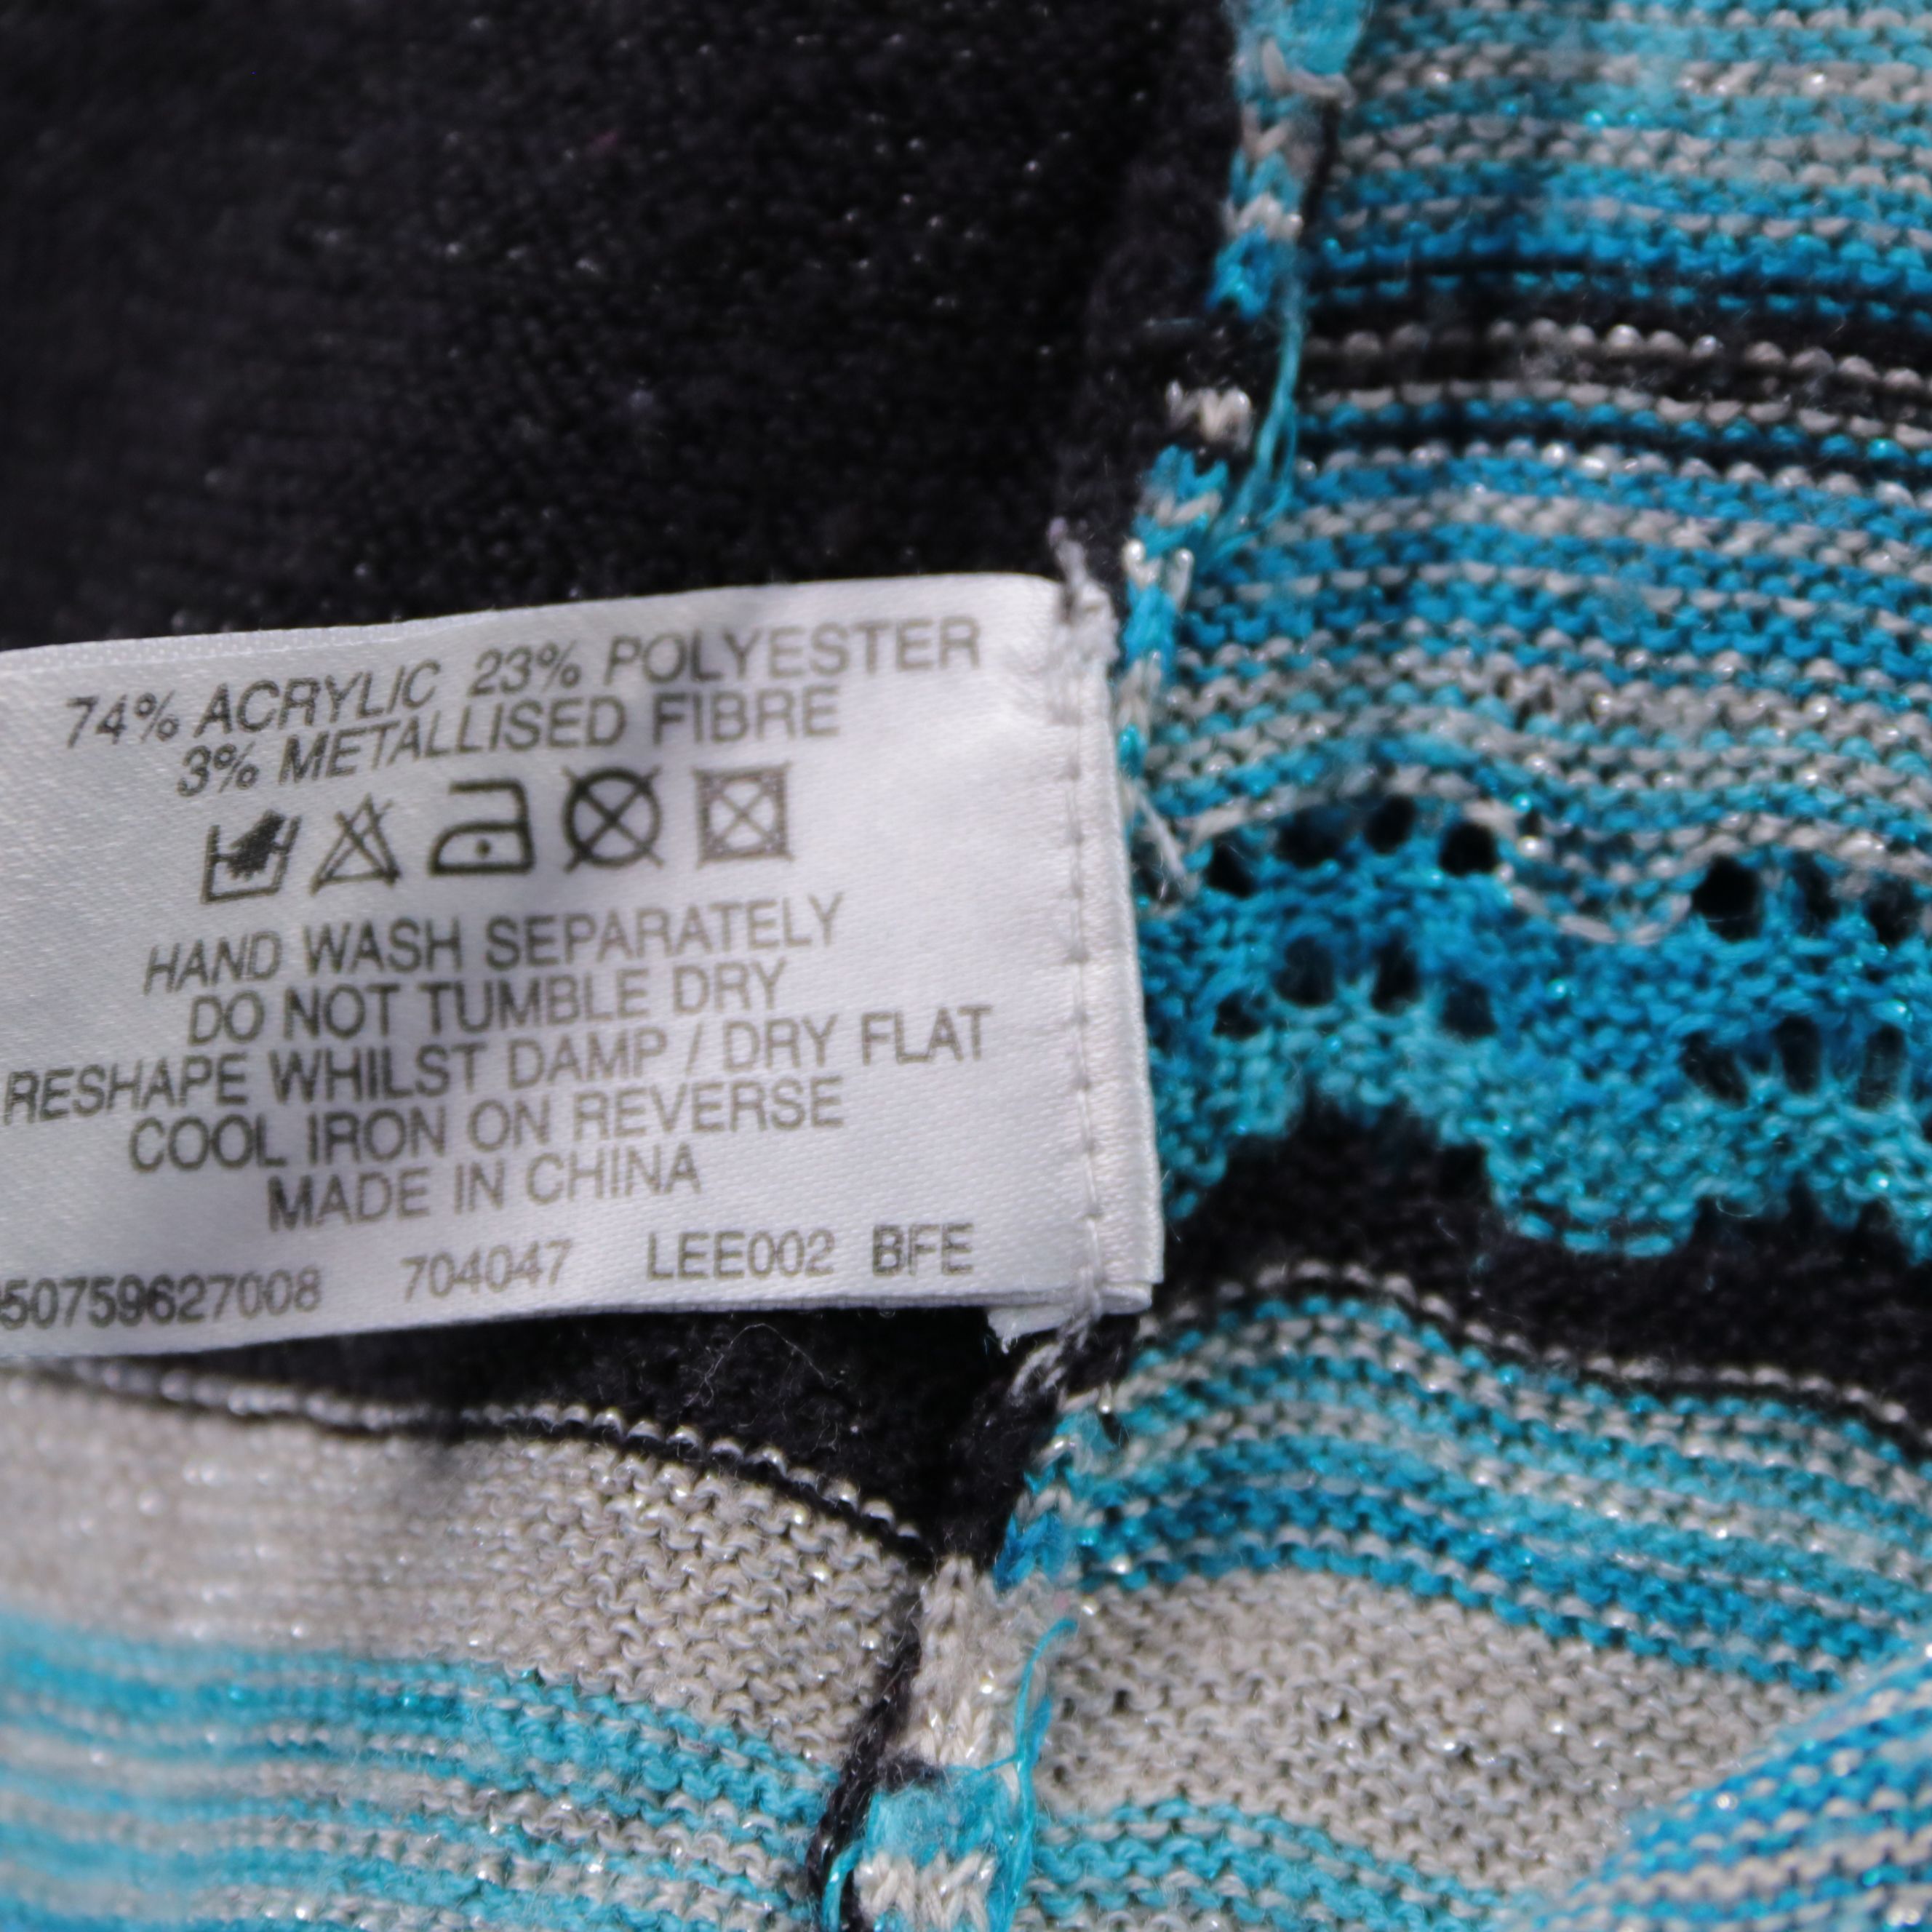 74% ACRYLIC 23% POLYESTER
3% METALLISED FIBRE
HAND WASH SEPARATELY
DO NOT TUMBLE DRY
RESHAPE WHILST DAMP / DRY FLAT
COOL IRON ON REVERSE
MADE IN CHINA
50759627008 704047 LEE002 BFE